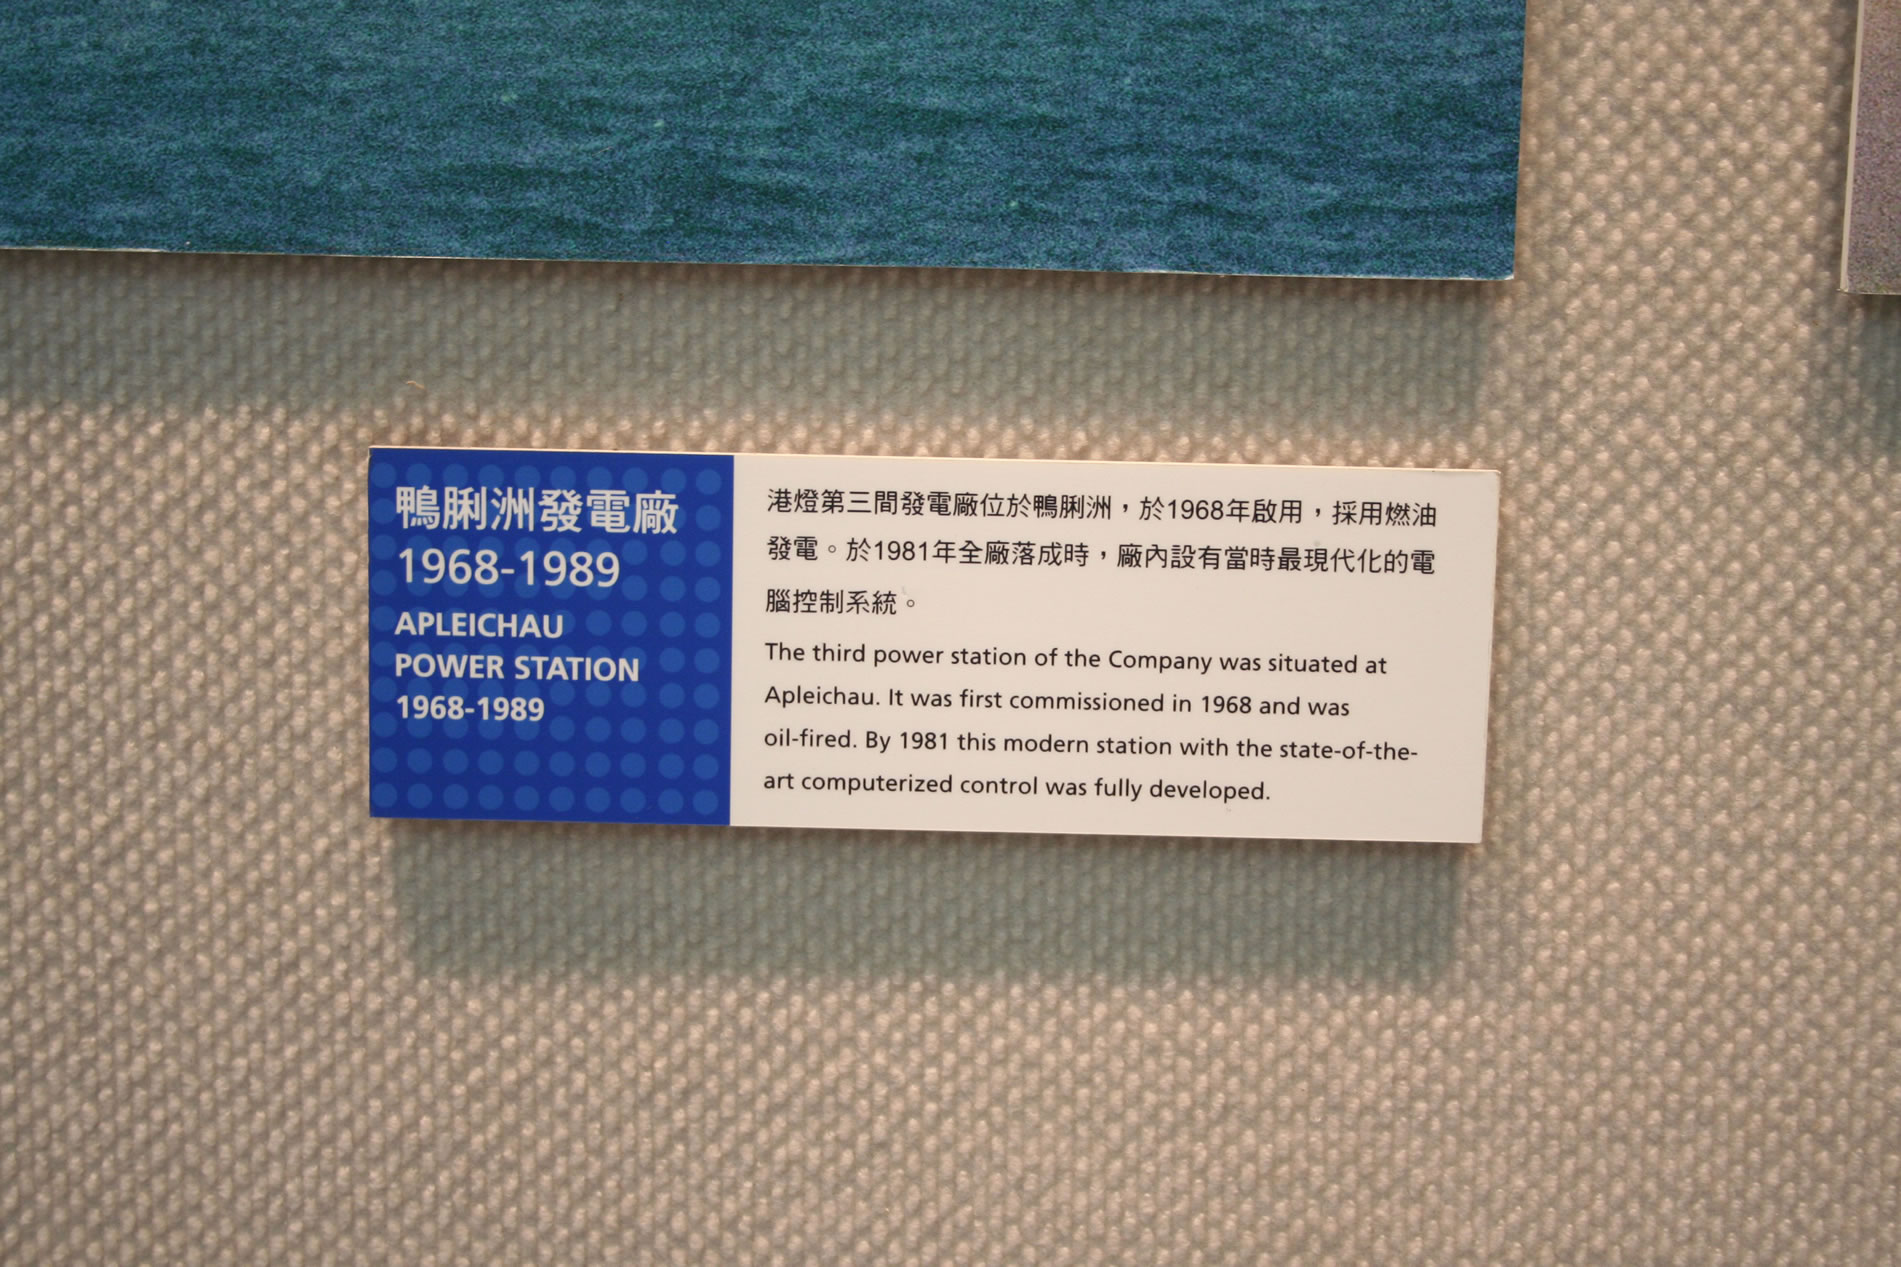 鴨脷洲發電廠
1968-1989
APLEICHAU
POWER STATION
1968-1989
港燈第三間發電廠位於鴨脷洲，於1968年啟用，採用燃油
發電。於1981年全廠落成時，廠內設有當時最現代化的電
腦控制系統。
The third power station of the Company was situated at
Apleichau. It was first commissioned in 1968 and was
oil-fired. By 1981 this modern station with the state-of-the-
art computerized control was fully developed.